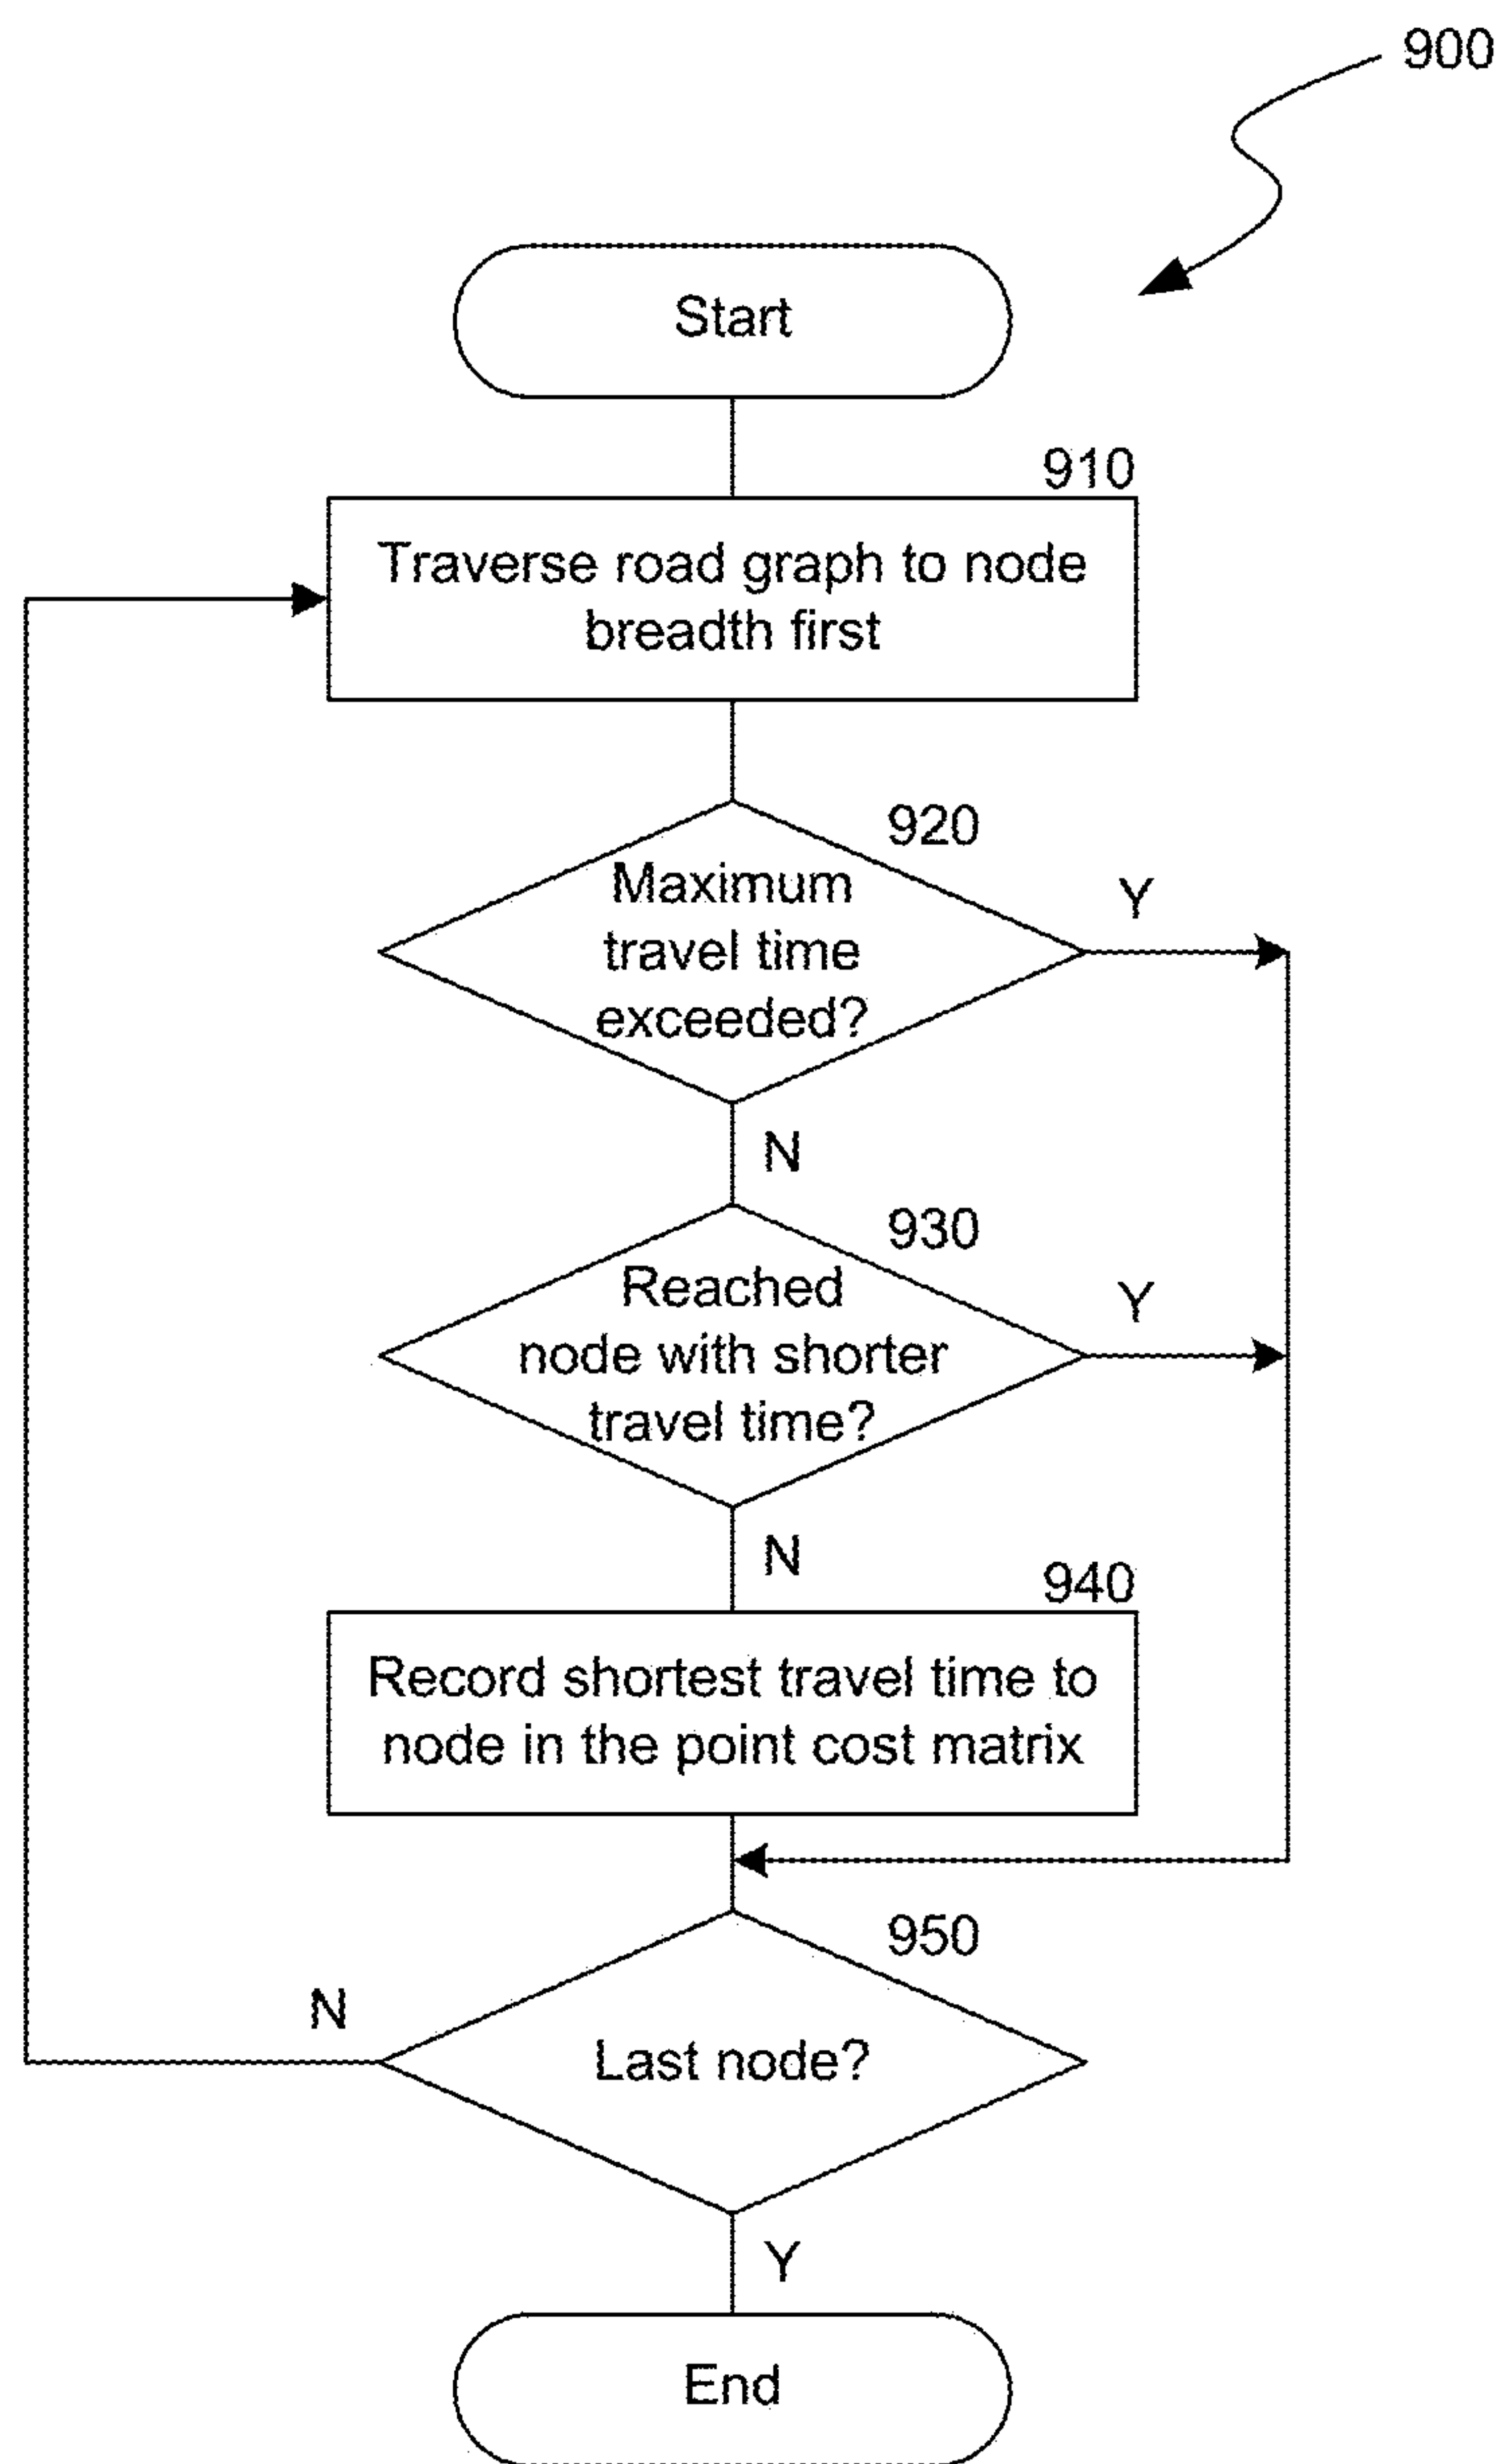 900
Start
910
Traverse road graph to node
breadth first
920
Maximum
travel time
exceeded?
Y
N
930
Reached
node with shorter
travel time?
Y
N
940
Record shortest travel time to
node in the point cost matrix
950
Last node?
N
Y
End